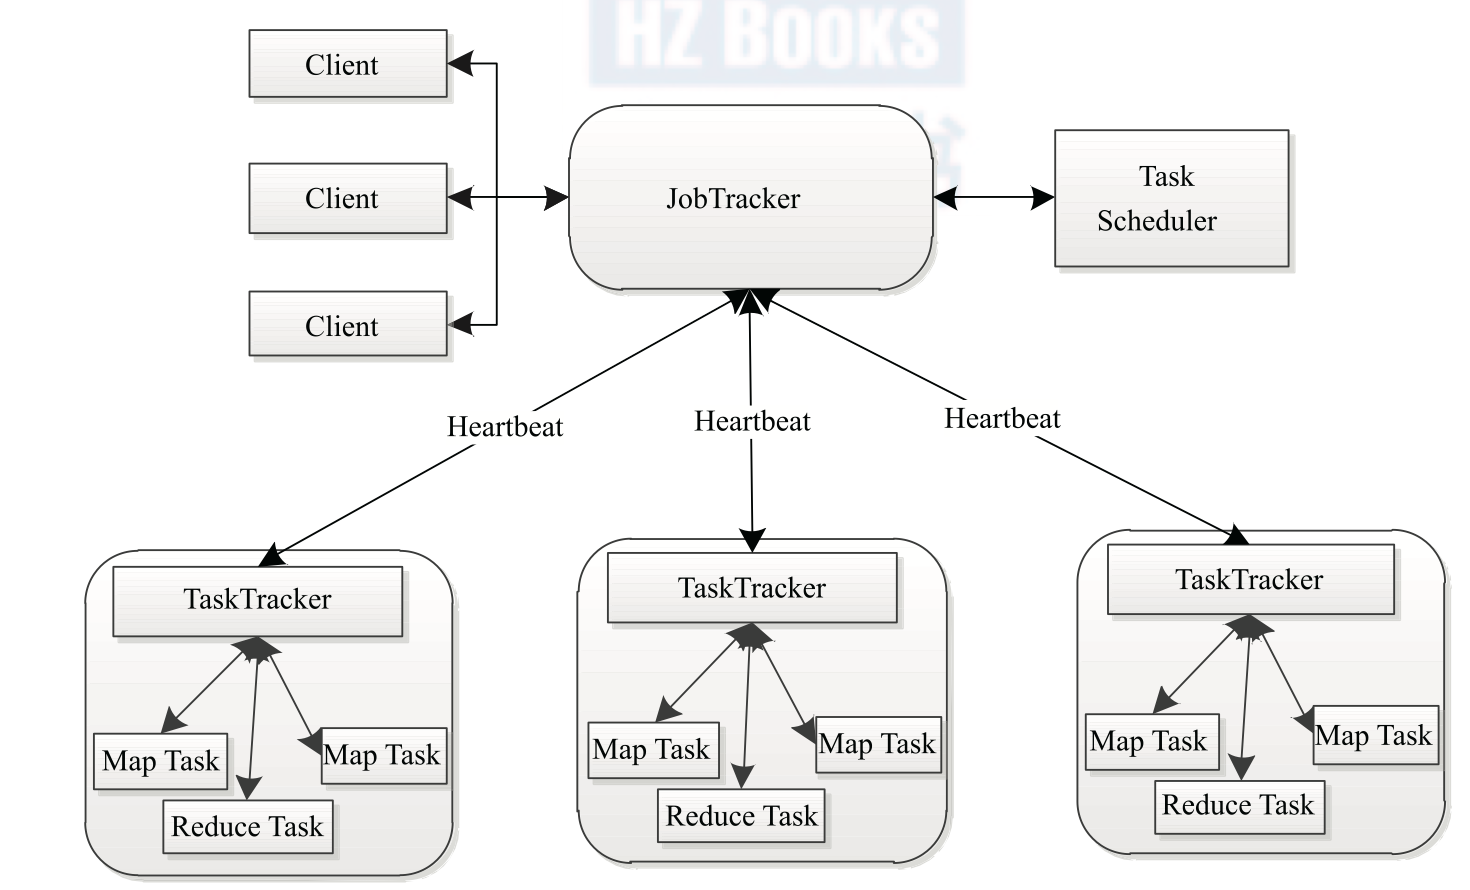 HZ BOOKS
Client
Client
JobTracker
Task
Scheduler
Client
Heartbeat
Heartbeat
Heartbeat
TaskTracker
Map Task
Map Task
Reduce Task
TaskTracker
Map Task
Map Task
Reduce Task
TaskTracker
Map Task
Map Task
Reduce Task